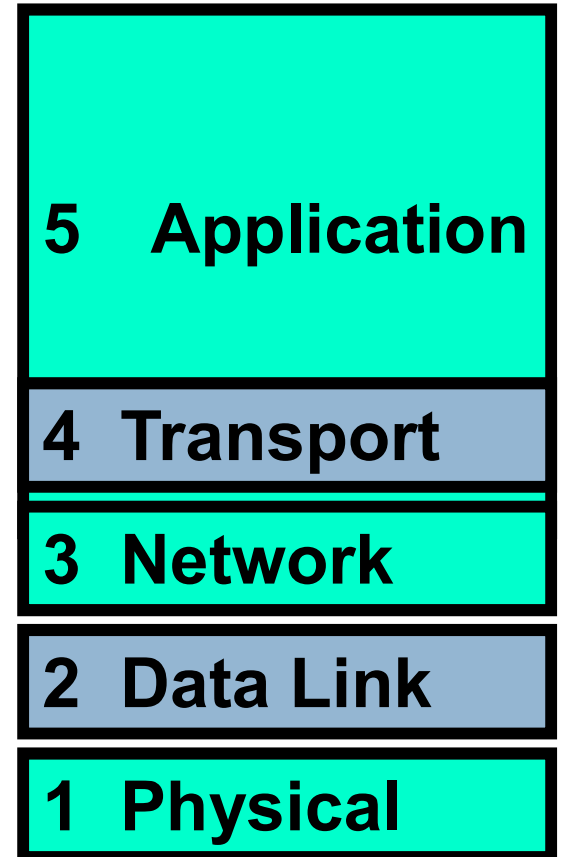 5 Application
4 Transport
3 Network
2 Data Link
1 Physical